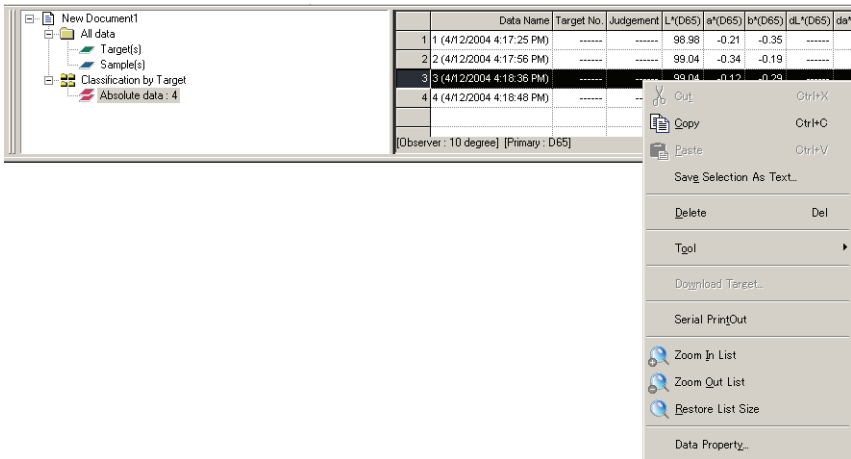 New Document1
All data
Target(s)
Sample(s)
Classification by Target
Absolute data : 4
Data Name Target No. Judgement L*(D65) a*(D65) b*(D65) dL*(D65) da*
1 1 (4/12/2004 4:17:25 PM) ------ ------ 98.98 -0.21 -0.35 ------
2 2 (4/12/2004 4:17:56 PM) ------ ------ 99.04 -0.34 -0.19 ------
3 3 (4/12/2004 4:18:36 PM) ------ ------ 99.04 -0.12 -0.29 ------
4 4 (4/12/2004 4:18:48 PM) ------ --
[Observer : 10 degree] [Primary : D65]
Cut Ctrl+X
Copy Ctrl+C
Paste Ctrl+V
Save Selection As Text...
Delete Del
Tool
Download Target...
Serial PrintOut
Zoom In List
Zoom Out List
Restore List Size
Data Property...